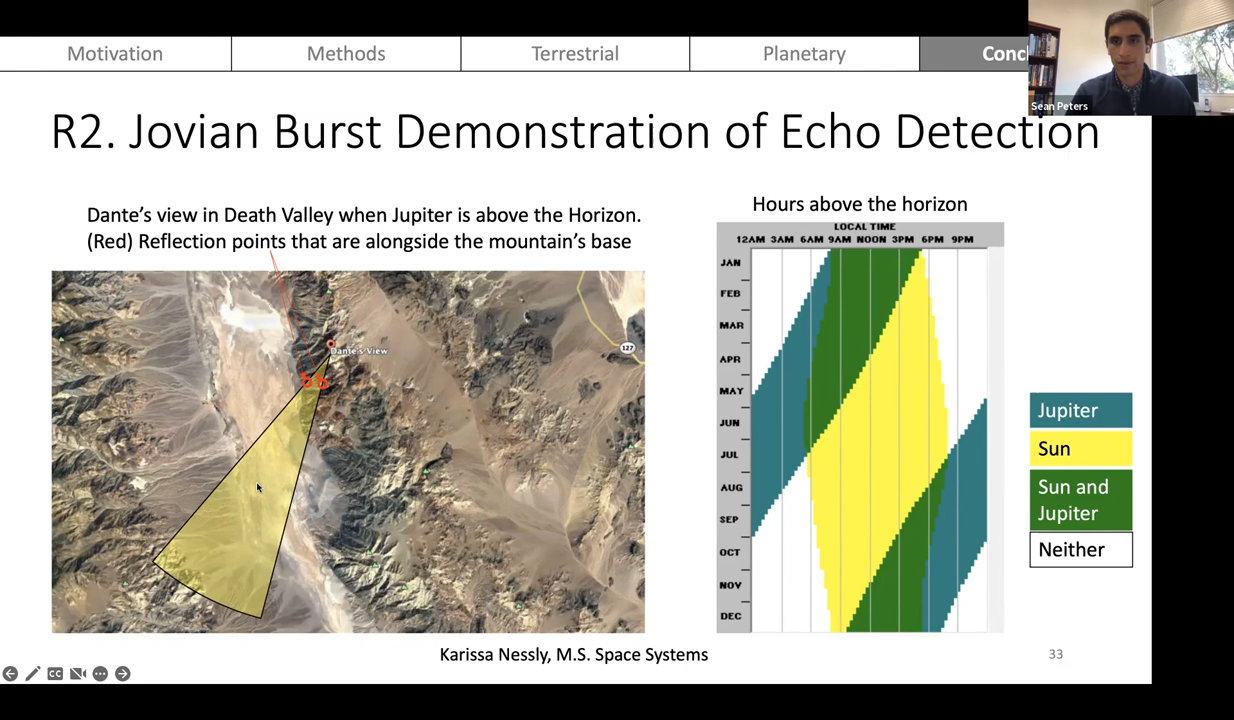 Motivation
Methods
Terrestrial
Planetary
Conc
Sean Peters
R2. Jovian Burst Demonstration of Echo Detection
Dante's view in Death Valley when Jupiter is above the Horizon.
(Red) Reflection points that are alongside the mountain's base
Dante's View
127
Hours above the horizon
LOCAL TIME
12AM 3AM 6AM 9AM NOON 3PM 6PM 9PM
JAN
FEB
MAR
APR
MAY
JUN
JUL
AUG
SEP
OCT
NOV
DEC
Jupiter
Sun
Sun and
Jupiter
Neither
Karissa Nessly, M.S. Space Systems
33
CC